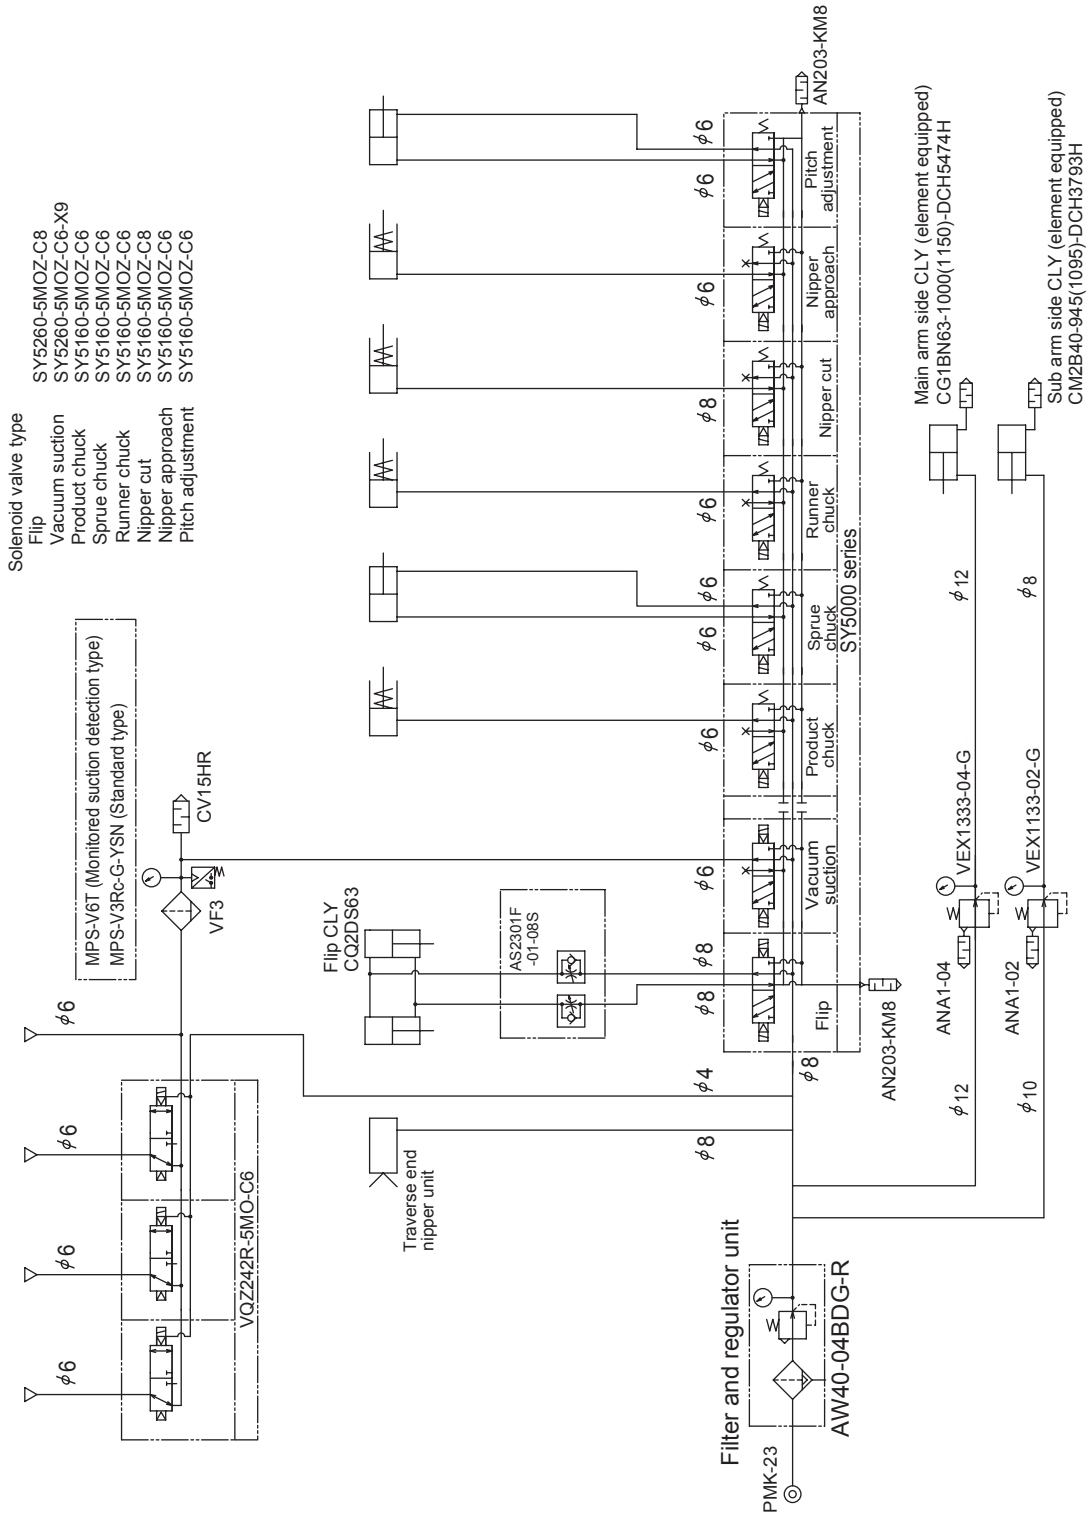 Solenoid valve type
Flip SY5260-5MOZ-C8
Vacuum suction SY5260-5MOZ-C6-X9
Product chuck SY5160-5MOZ-C6
Sprue chuck SY5160-5MOZ-C6
Runner chuck SY5160-5MOZ-C6
Nipper cut SY5160-5MOZ-C8
Nipper approach SY5160-5MOZ-C6
Pitch adjustment SY5160-5MOZ-C6
MPS-V6T (Monitored suction detection type)
MPS-V3Rc-G-YSN (Standard type)
ϕ6
ϕ6
ϕ6
ϕ6
VF3
CV15HR
VQZ242R-5MO-C6
Flip CLY
CQ2DS63
AS2301F
-01-08S
Traverse end
nipper unit
ϕ8
ϕ4
ϕ8
ϕ8
ϕ8
ϕ6
ϕ6
ϕ6
ϕ6
ϕ6
ϕ8
ϕ6
ϕ6
ϕ6
Flip
Vacuum
suction
Product
chuck
Sprue
chuck
Runner
chuck
Nipper cut
Nipper
approach
Pitch
adjustment
SY5000 series
AN203-KM8
AN203-KM8
Filter and regulator unit
PMK-23
AW40-04BDG-R
ϕ12
ANA1-04
VEX1333-04-G
ϕ12
Main arm side CLY (element equipped)
CG1BN63-1000(1150)-DCH5474H
ϕ10
ANA1-02
VEX1133-02-G
ϕ8
Sub arm side CLY (element equipped)
CM2B40-945(1095)-DCH3793H